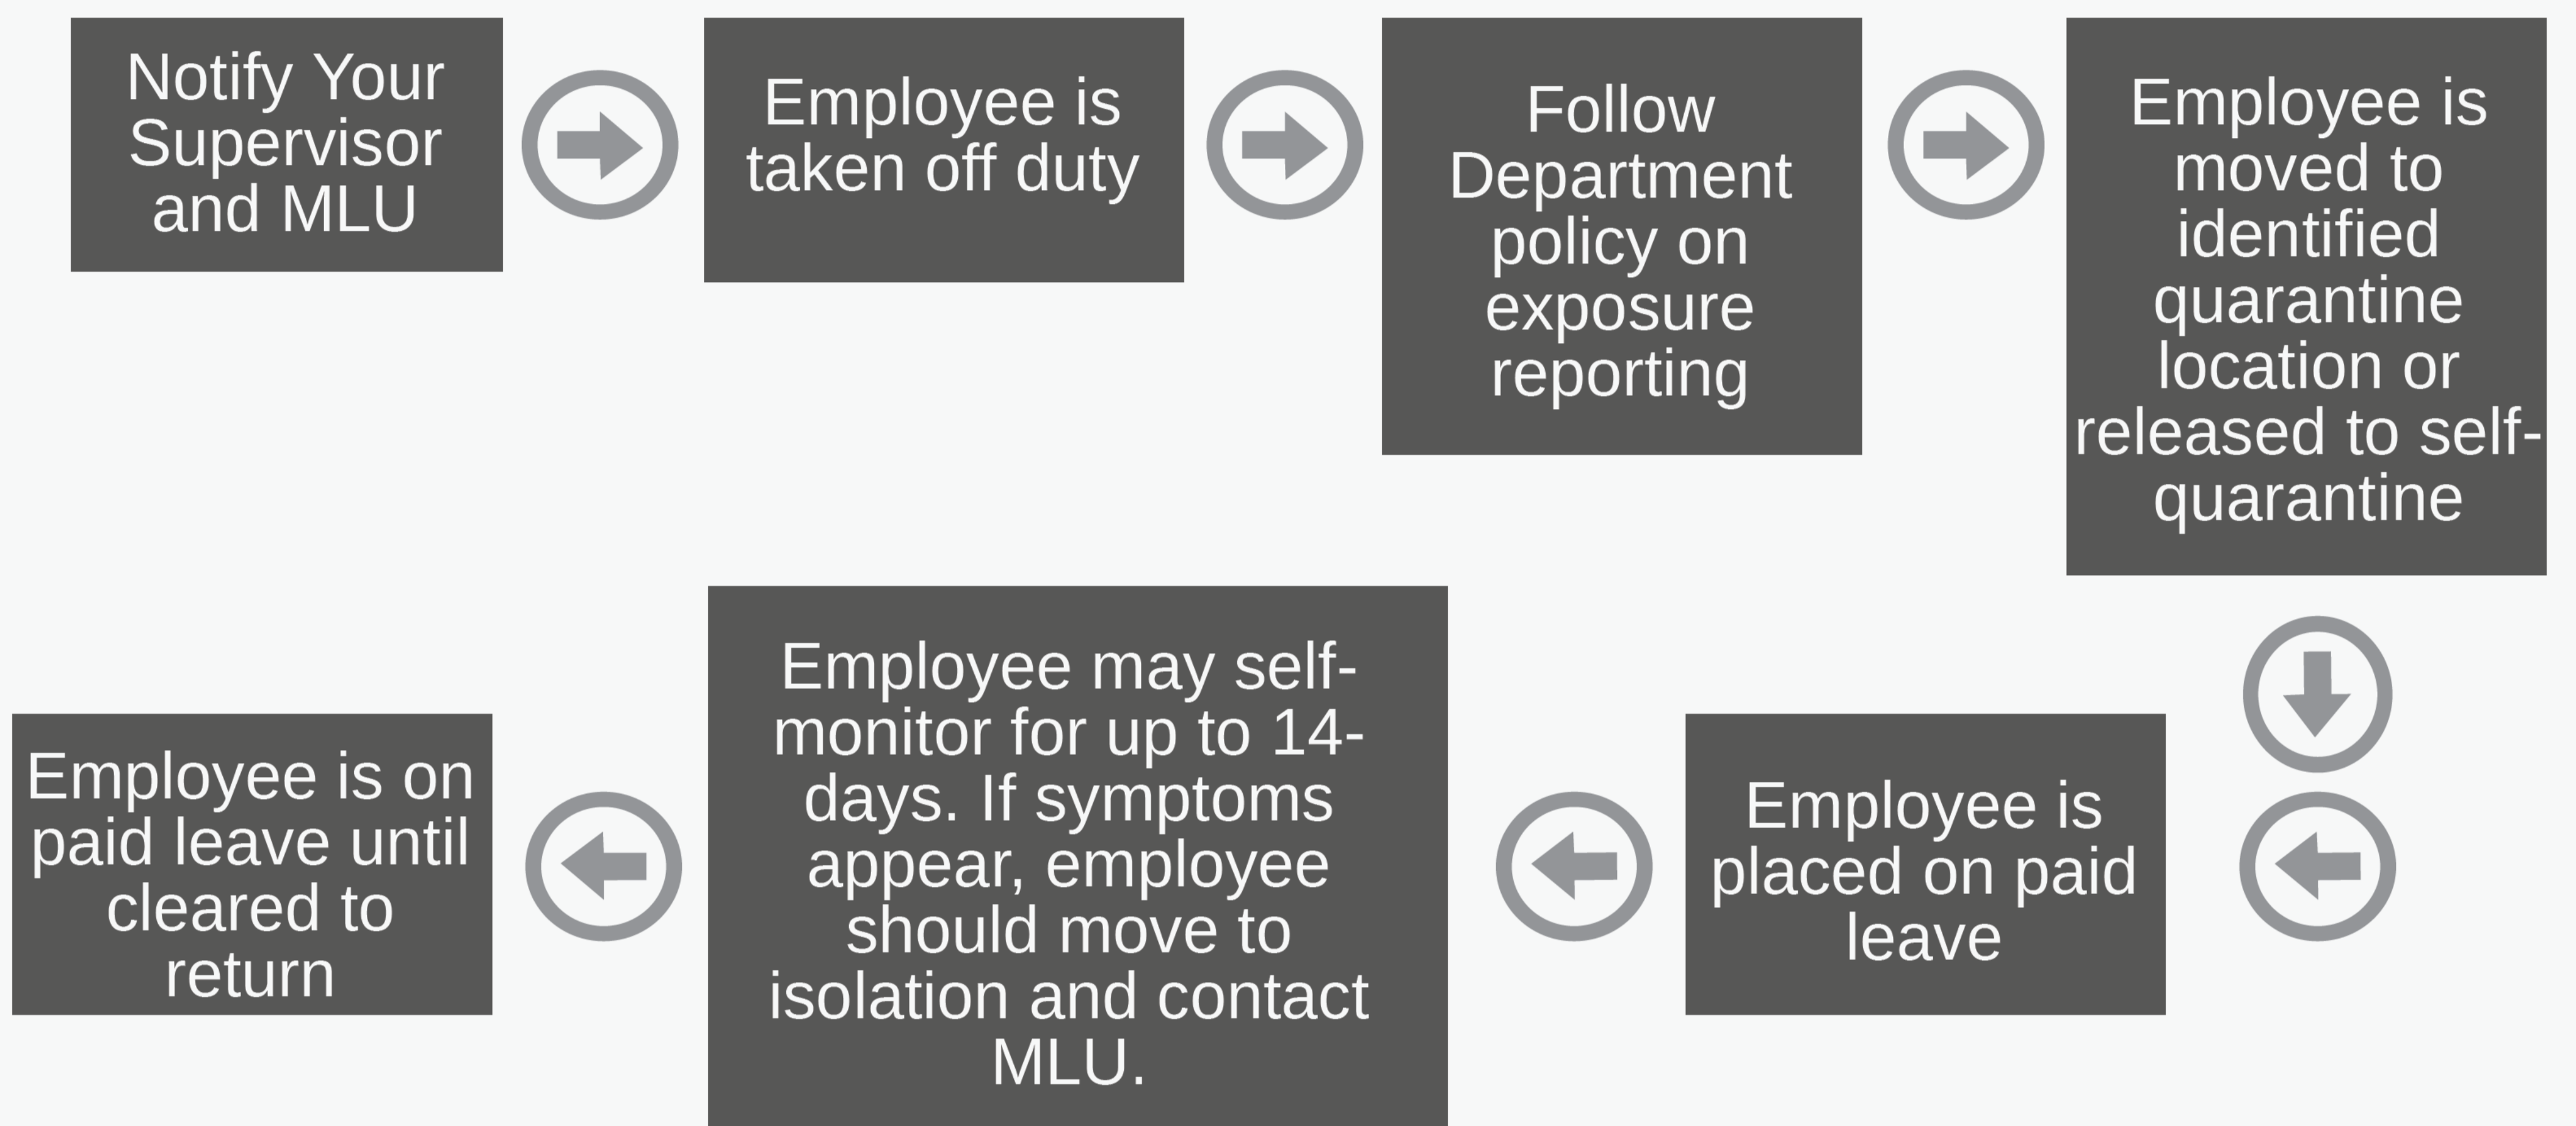 Notify Your
Supervisor
and MLU
Employee is
taken off duty
Follow
Department
policy on
exposure
reporting
Employee is
moved to
identified
quarantine
location or
released to self-
quarantine
Employee is
placed on paid
leave
Employee may self-
monitor for up to 14-
days. If symptoms
appear, employee
should move to
isolation and contact
MLU.
Employee is on
paid leave until
cleared to
return